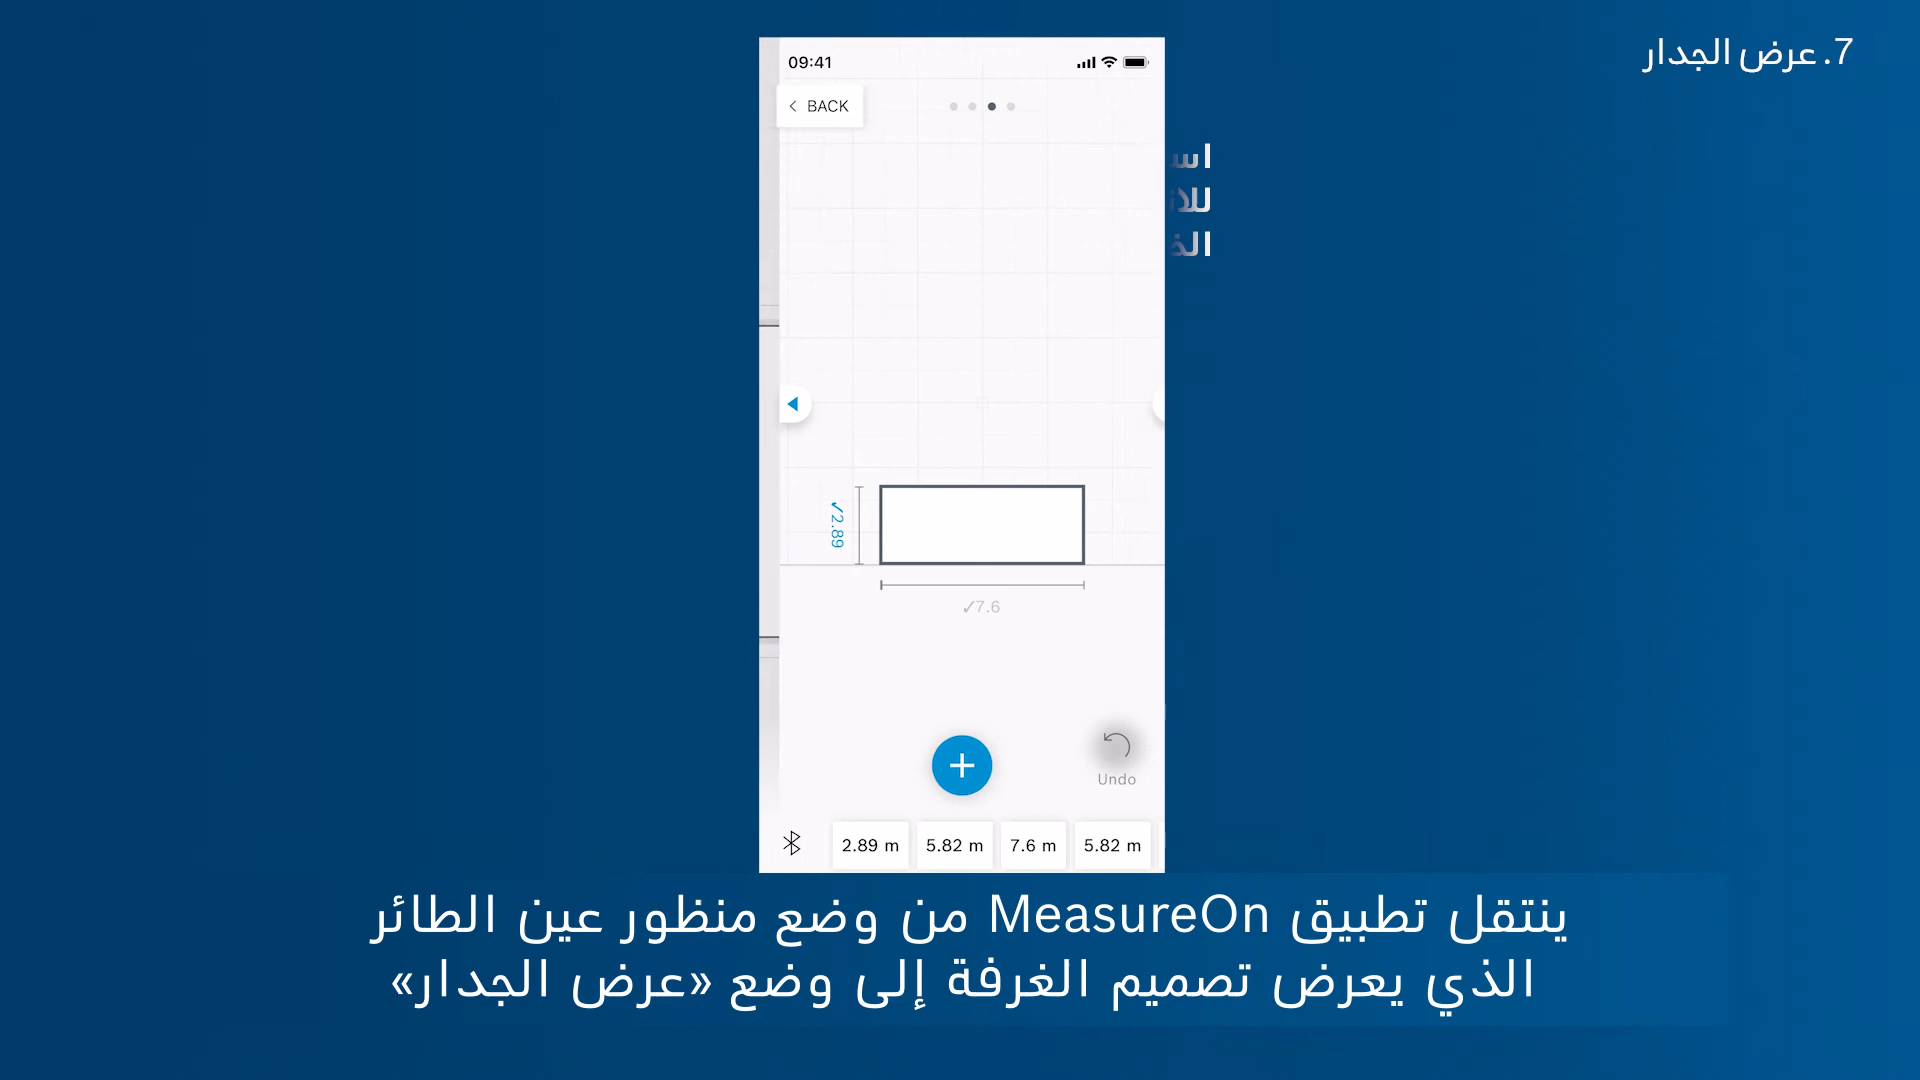 7. عرض الجدار
09:41
BACK
✓2.89
✓7.6
Undo
2.89 m
5.82 m
7.6 m
5.82 m
ينتقل تطبيق MeasureOn من وضع منظور عين الطائر
الذي يعرض تصميم الغرفة إلى وضع «عرض الجدار»